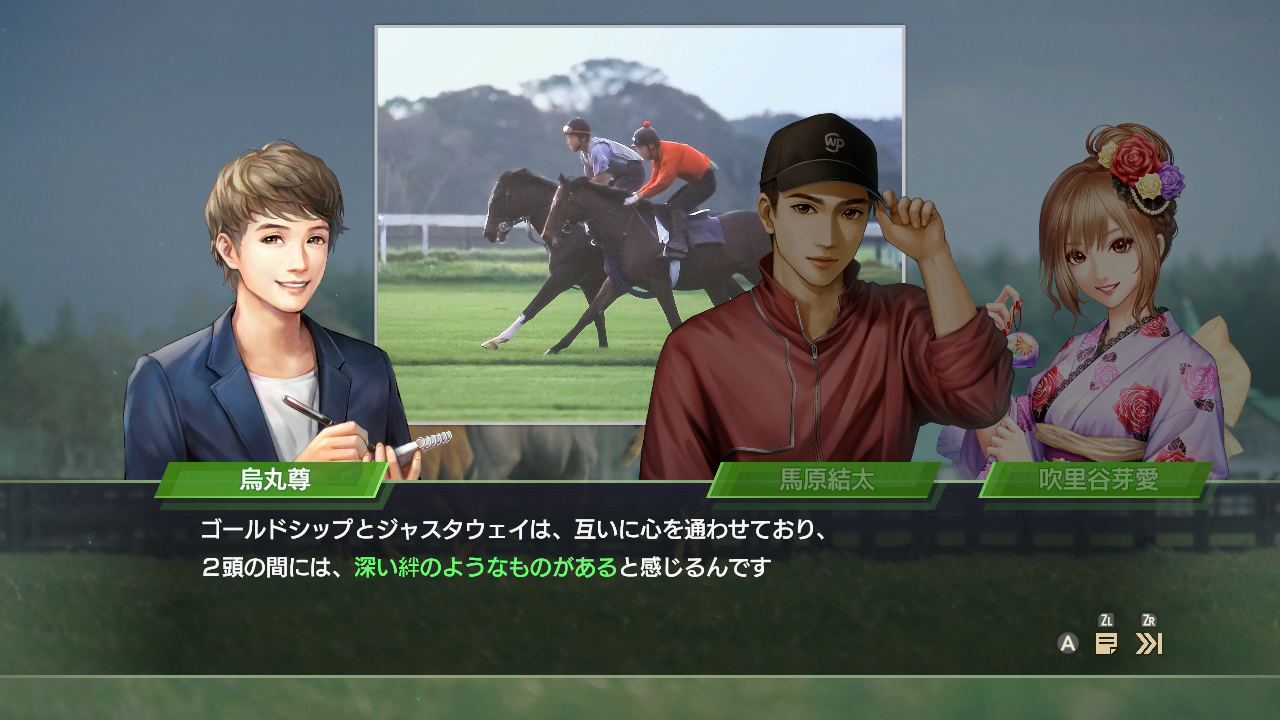 WP
烏丸尊
馬原結太
吹里谷芽愛
ゴールドシップとジャスタウェイは、互いに心を通わせており、
２頭の間には、深い絆のようなものがあると感じるんです
ZL ZR
A